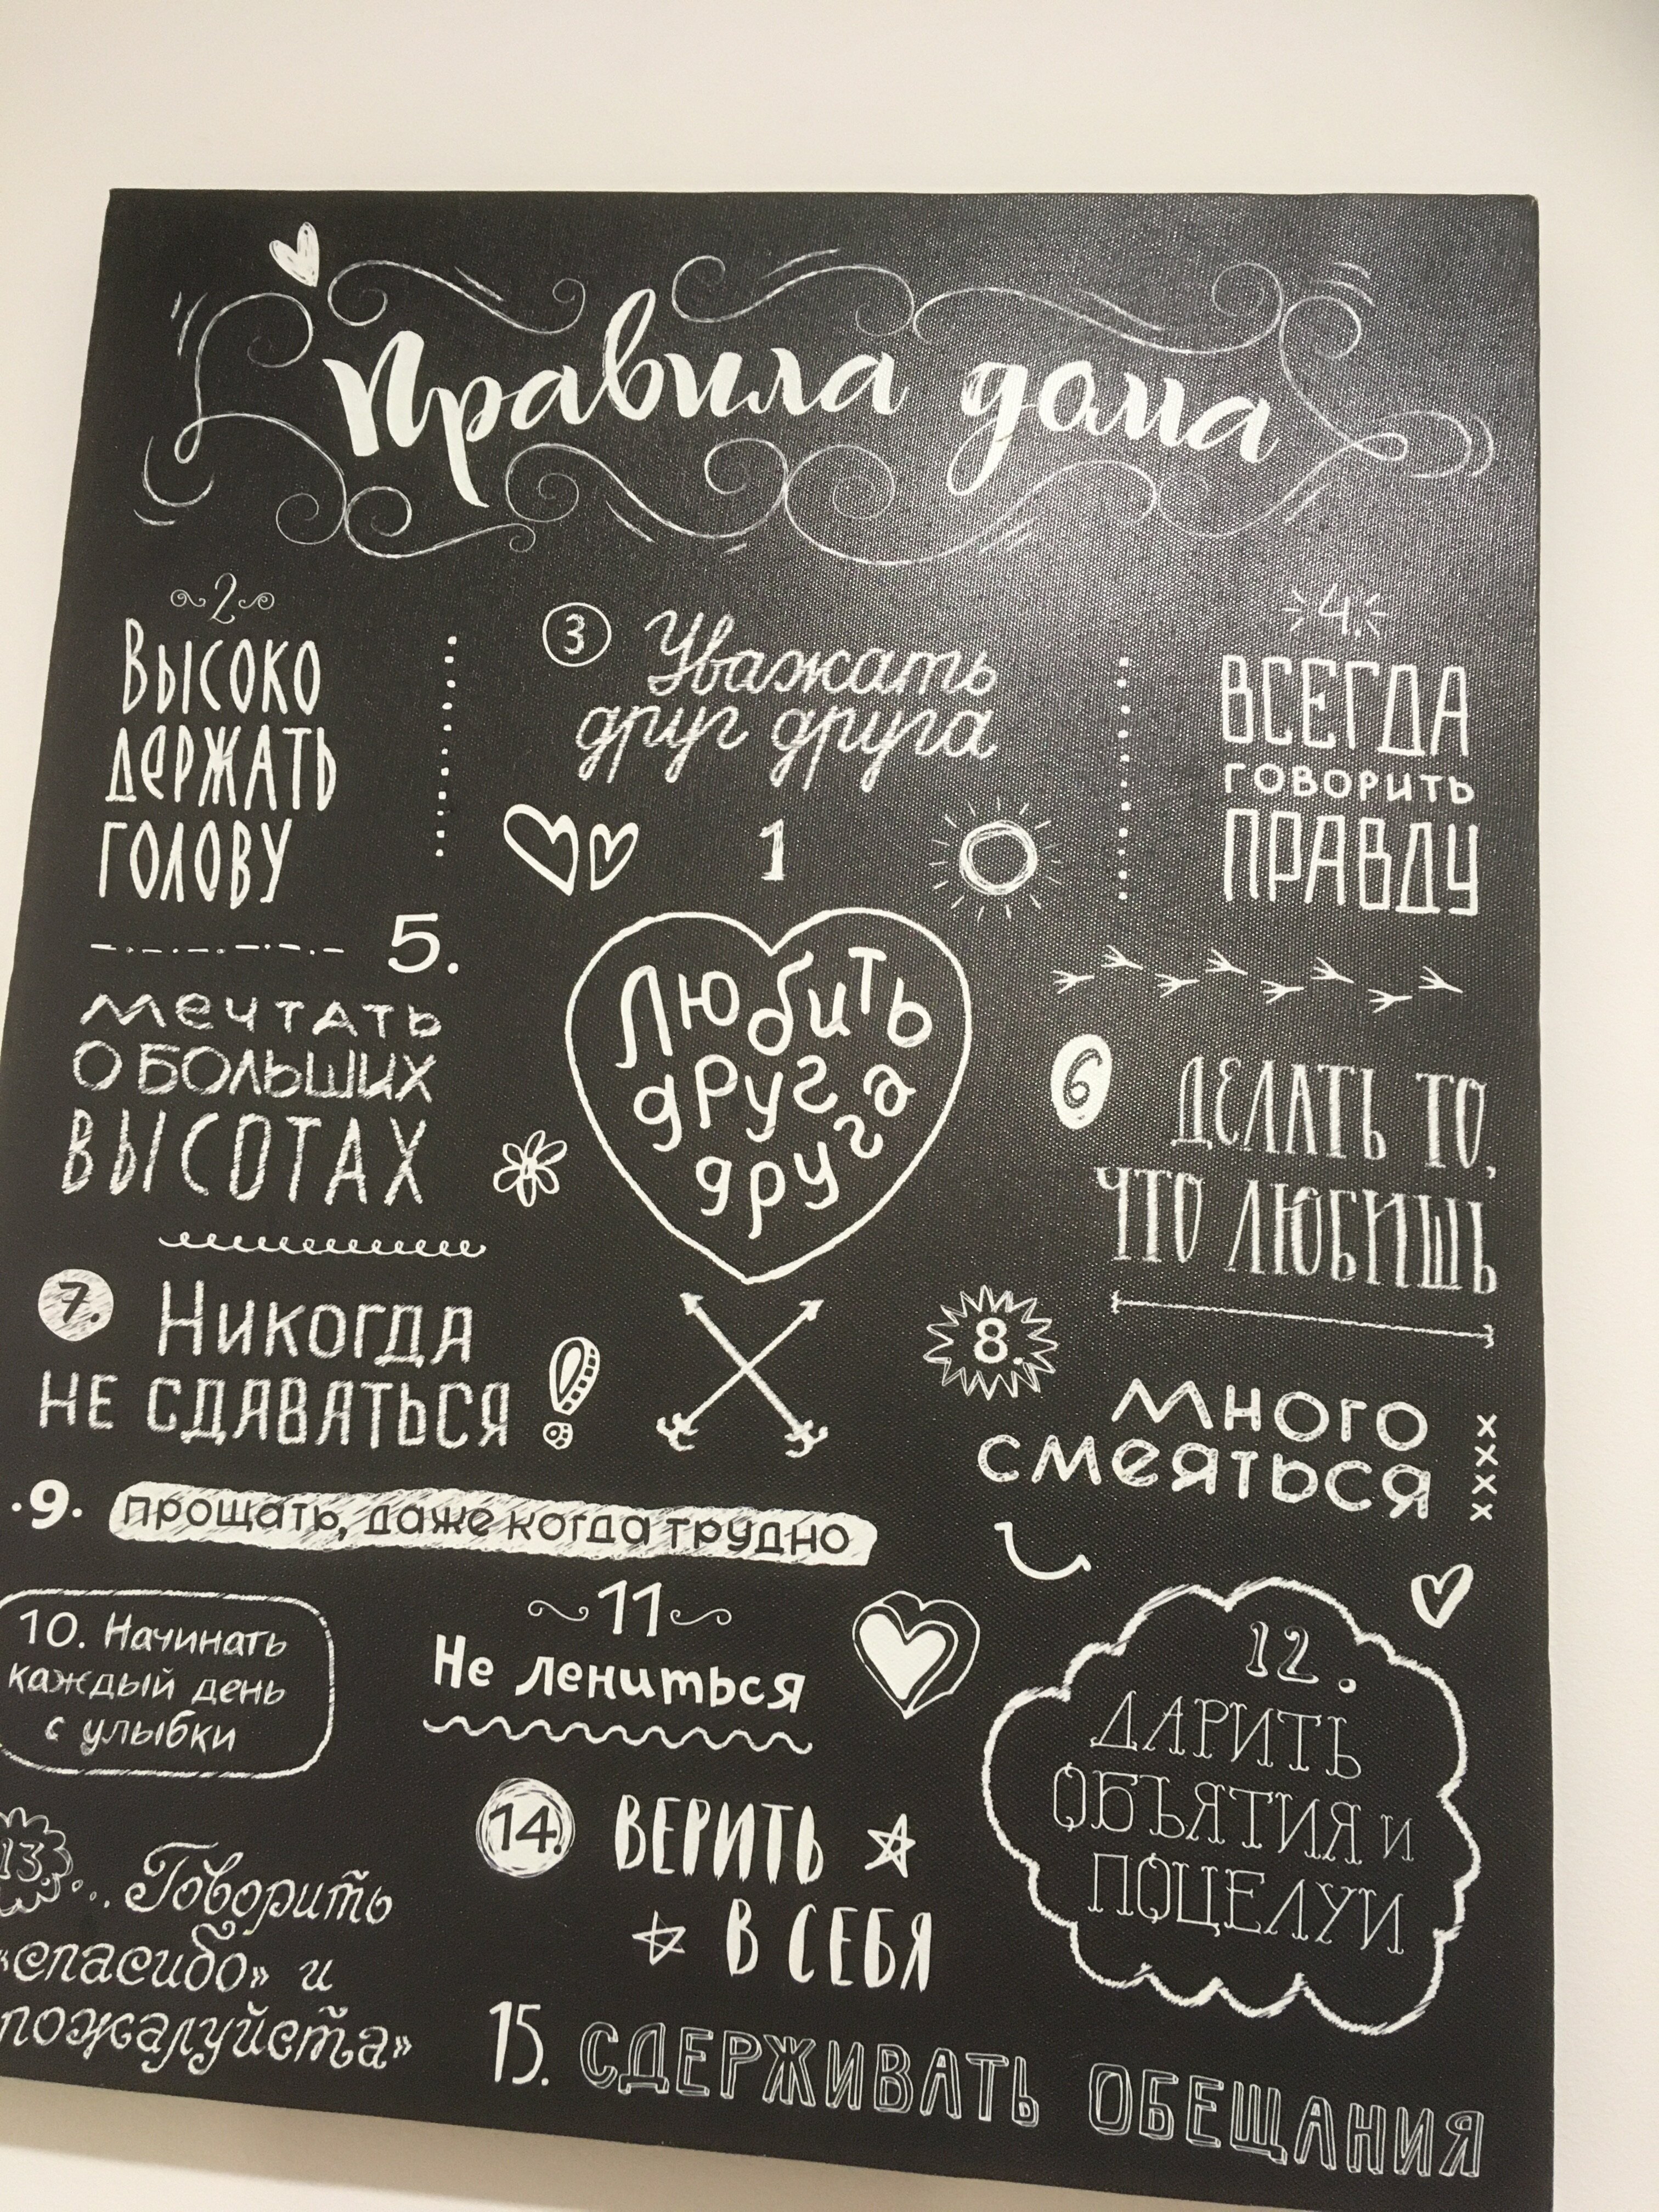 Правила дома
2
Высоко
держать
голову
3 Уважать
друг друга
4.
ВСЕГДА
ГОВОРИТЬ
ПРАВДУ
1
Любить
друг
друга
5.
мечтать
о больших
высотах
6 ДЕЛАТЬ ТО,
ЧТО ЛЮБИШЬ
7. Никогда
не сдаваться
8.
много
смеяться
.9. прощать, даже когда трудно
10. Начинать
каждый день
с улыбки
11
Не лениться
12.
ДАРИТЬ
ОБЪЯТИЯ И
ПОЦЕЛУИ
13... Говорить
«спасибо» и
пожалуйста»
14. ВЕРИТЬ
В СЕБЯ
15. СДЕРЖИВАТЬ ОБЕЩАНИЯ